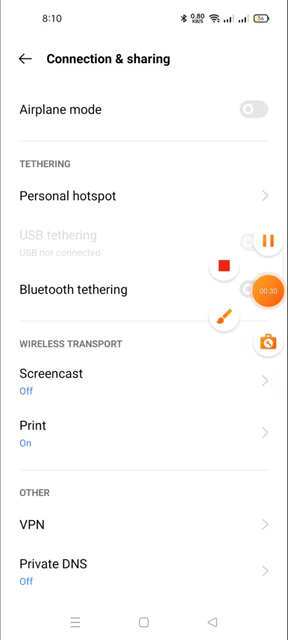 8:10
0.80
KB/S
56
Connection & sharing
Airplane mode
TETHERING
Personal hotspot
USB tethering
USB not connected
00:30
Bluetooth tethering
WIRELESS TRANSPORT
Screencast
Off
Print
On
OTHER
VPN
Private DNS
Off